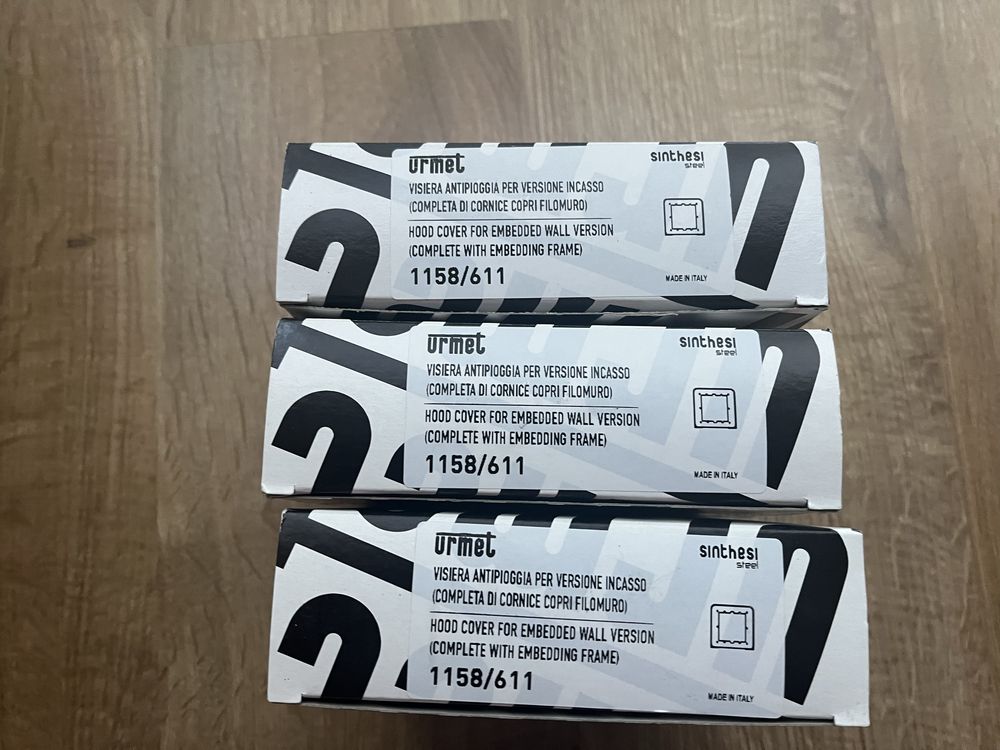 urmet
sinthesi
steel
VISIERA ANTIPIOGGIA PER VERSIONE INCASSO
(COMPLETA DI CORNICE COPRI FILOMURO)
HOOD COVER FOR EMBEDDED WALL VERSION
(COMPLETE WITH EMBEDDING FRAME)
1158/611
MADE IN ITALY
urmet
sinthesi
steel
VISIERA ANTIPIOGGIA PER VERSIONE INCASSO
(COMPLETA DI CORNICE COPRI FILOMURO)
HOOD COVER FOR EMBEDDED WALL VERSION
(COMPLETE WITH EMBEDDING FRAME)
1158/611
MADE IN ITALY
urmet
sinthesi
steel
VISIERA ANTIPIOGGIA PER VERSIONE INCASSO
(COMPLETA DI CORNICE COPRI FILOMURO)
HOOD COVER FOR EMBEDDED WALL VERSION
(COMPLETE WITH EMBEDDING FRAME)
1158/611
MADE IN ITALY